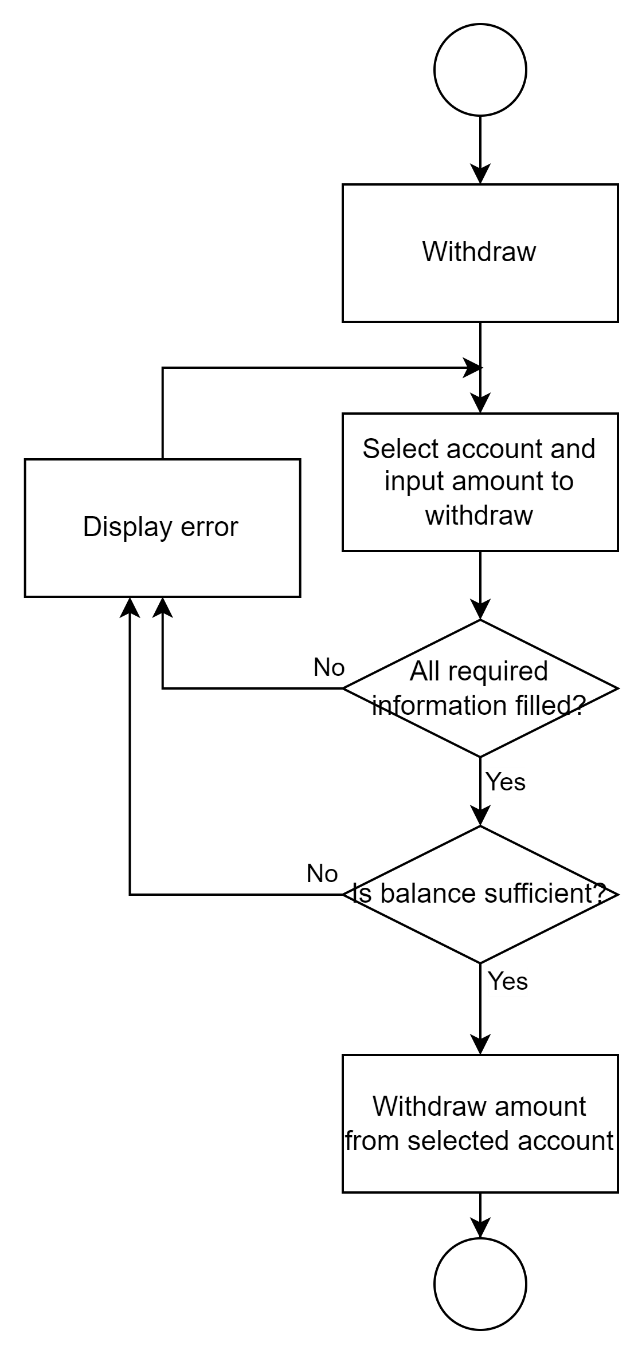 Withdraw
Select account and
input amount to
withdraw
Display error
No
All required
information filled?
Yes
No
Is balance sufficient?
Yes
Withdraw amount
from selected account